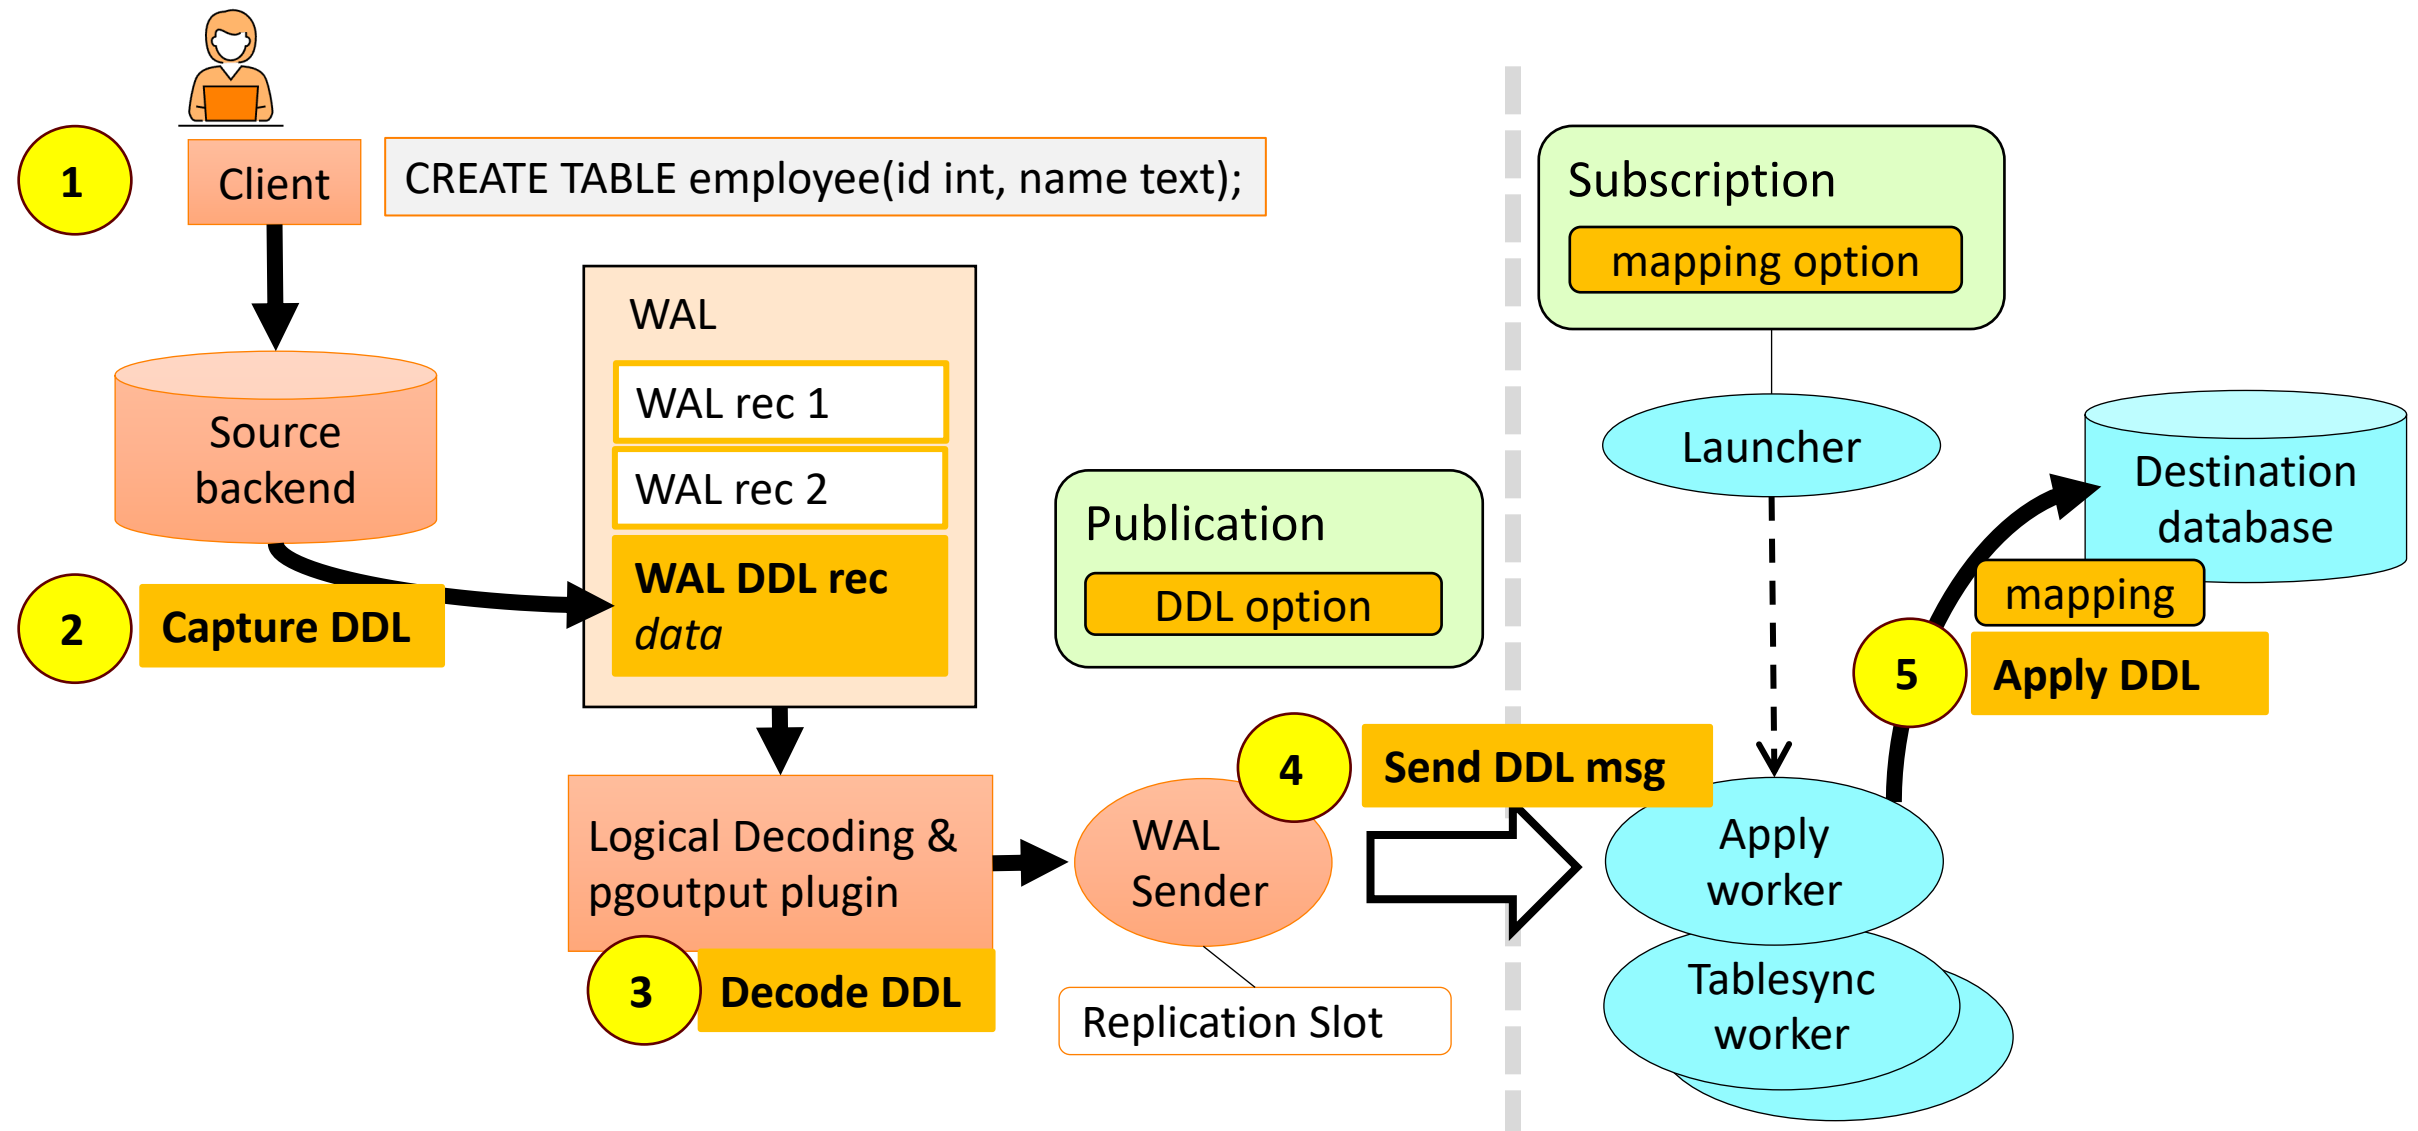 1
Client
CREATE TABLE employee(id int, name text);
Source
backend
2
Capture DDL
WAL
WAL rec 1
WAL rec 2
WAL DDL rec
data
Logical Decoding &
pgoutput plugin
3
Decode DDL
Publication
DDL option
4
Send DDL msg
WAL
Sender
Replication Slot
Subscription
mapping option
Launcher
Apply
worker
Tablesync
worker
5
Apply DDL
mapping
Destination
database